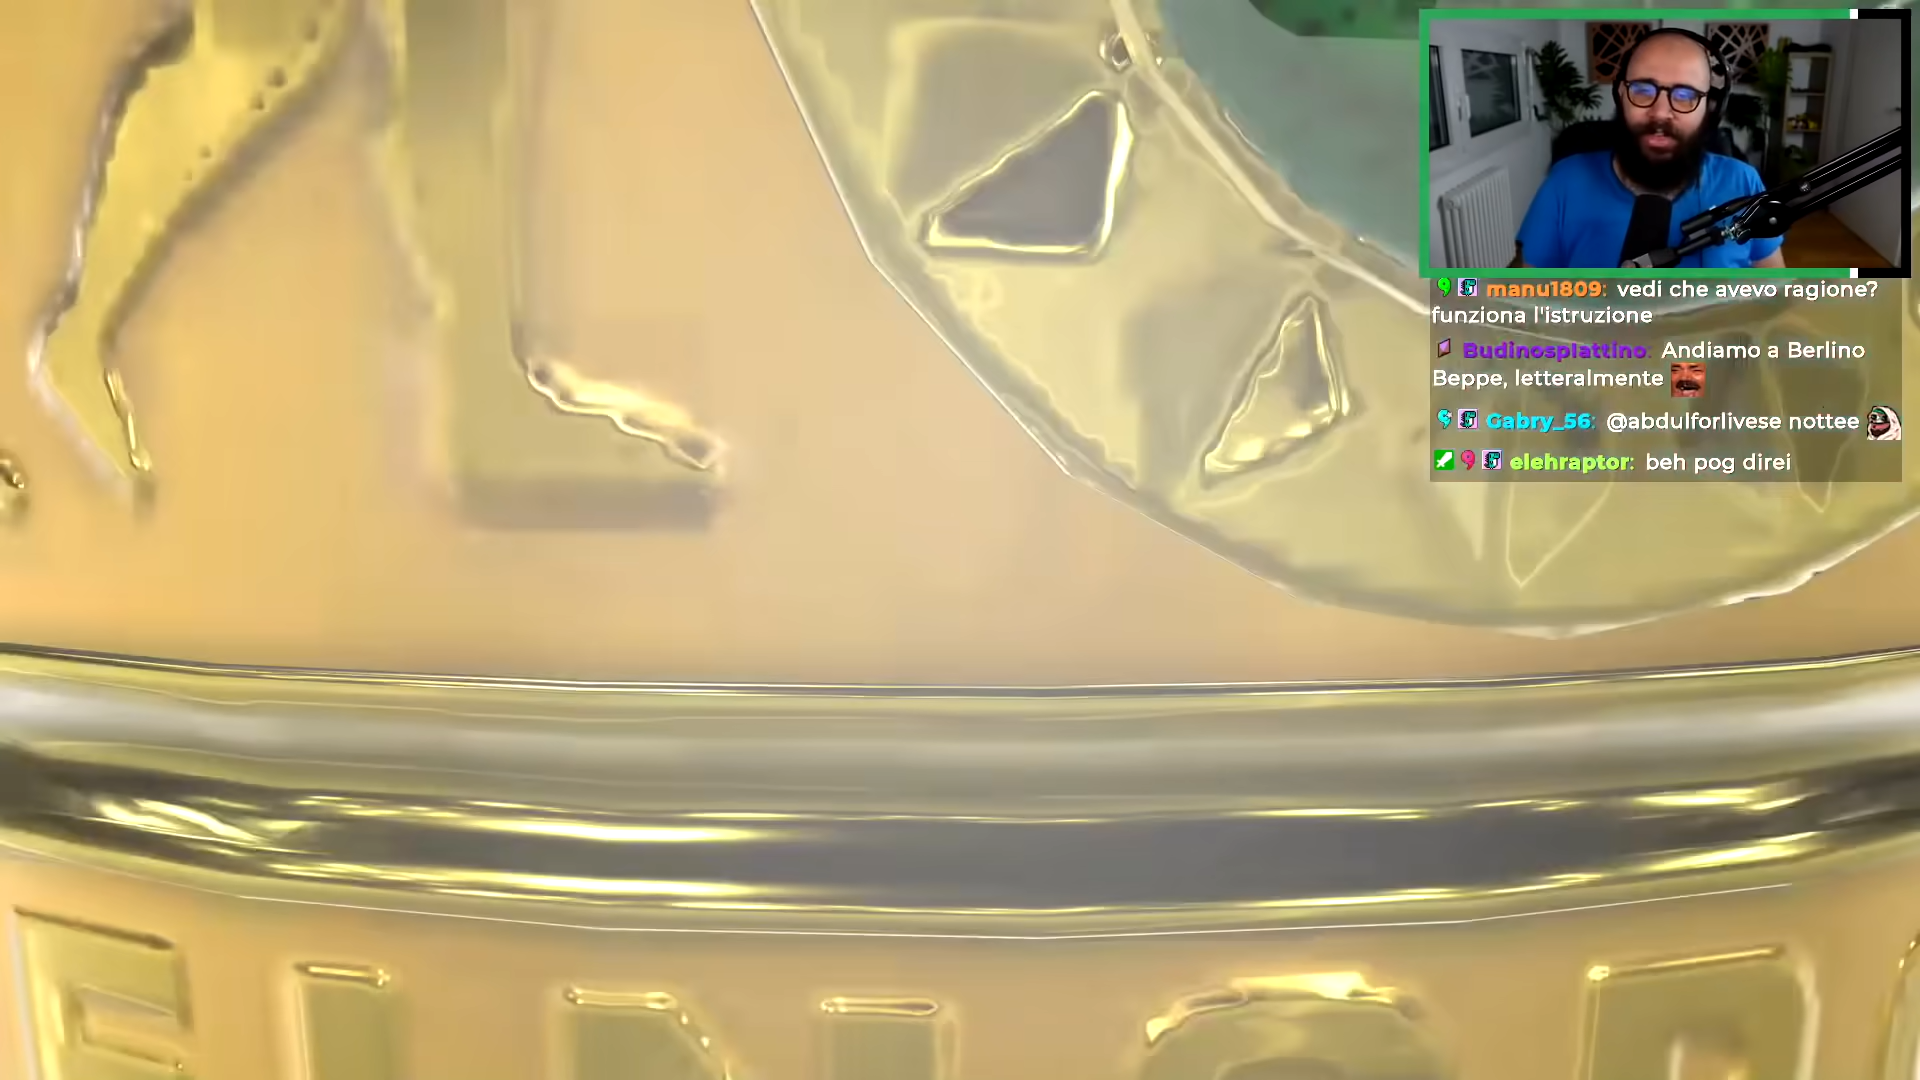 manu1809: vedi che avevo ragione?
funziona l'istruzione
Budinosplattino: Andiamo a Berlino
Beppe, letteralmente
Gabry_56: @abdulforlivese nottee
elehraptor: beh pog direi